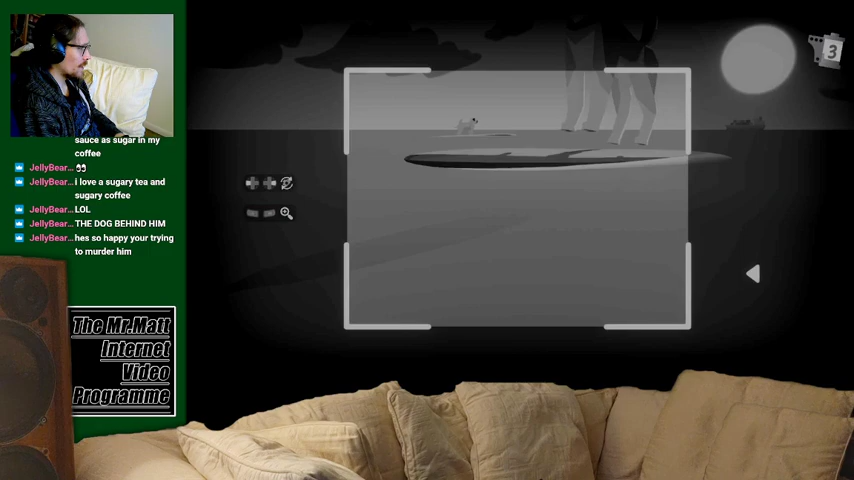 sauce as sugar in my
coffee
JellyBear... 👀
JellyBear... i love a sugary tea and
sugary coffee
JellyBear... LOL
JellyBear... THE DOG BEHIND HIM
JellyBear... hes so happy your trying
to murder him
3
The Mr.Matt
Internet
Video
Programme